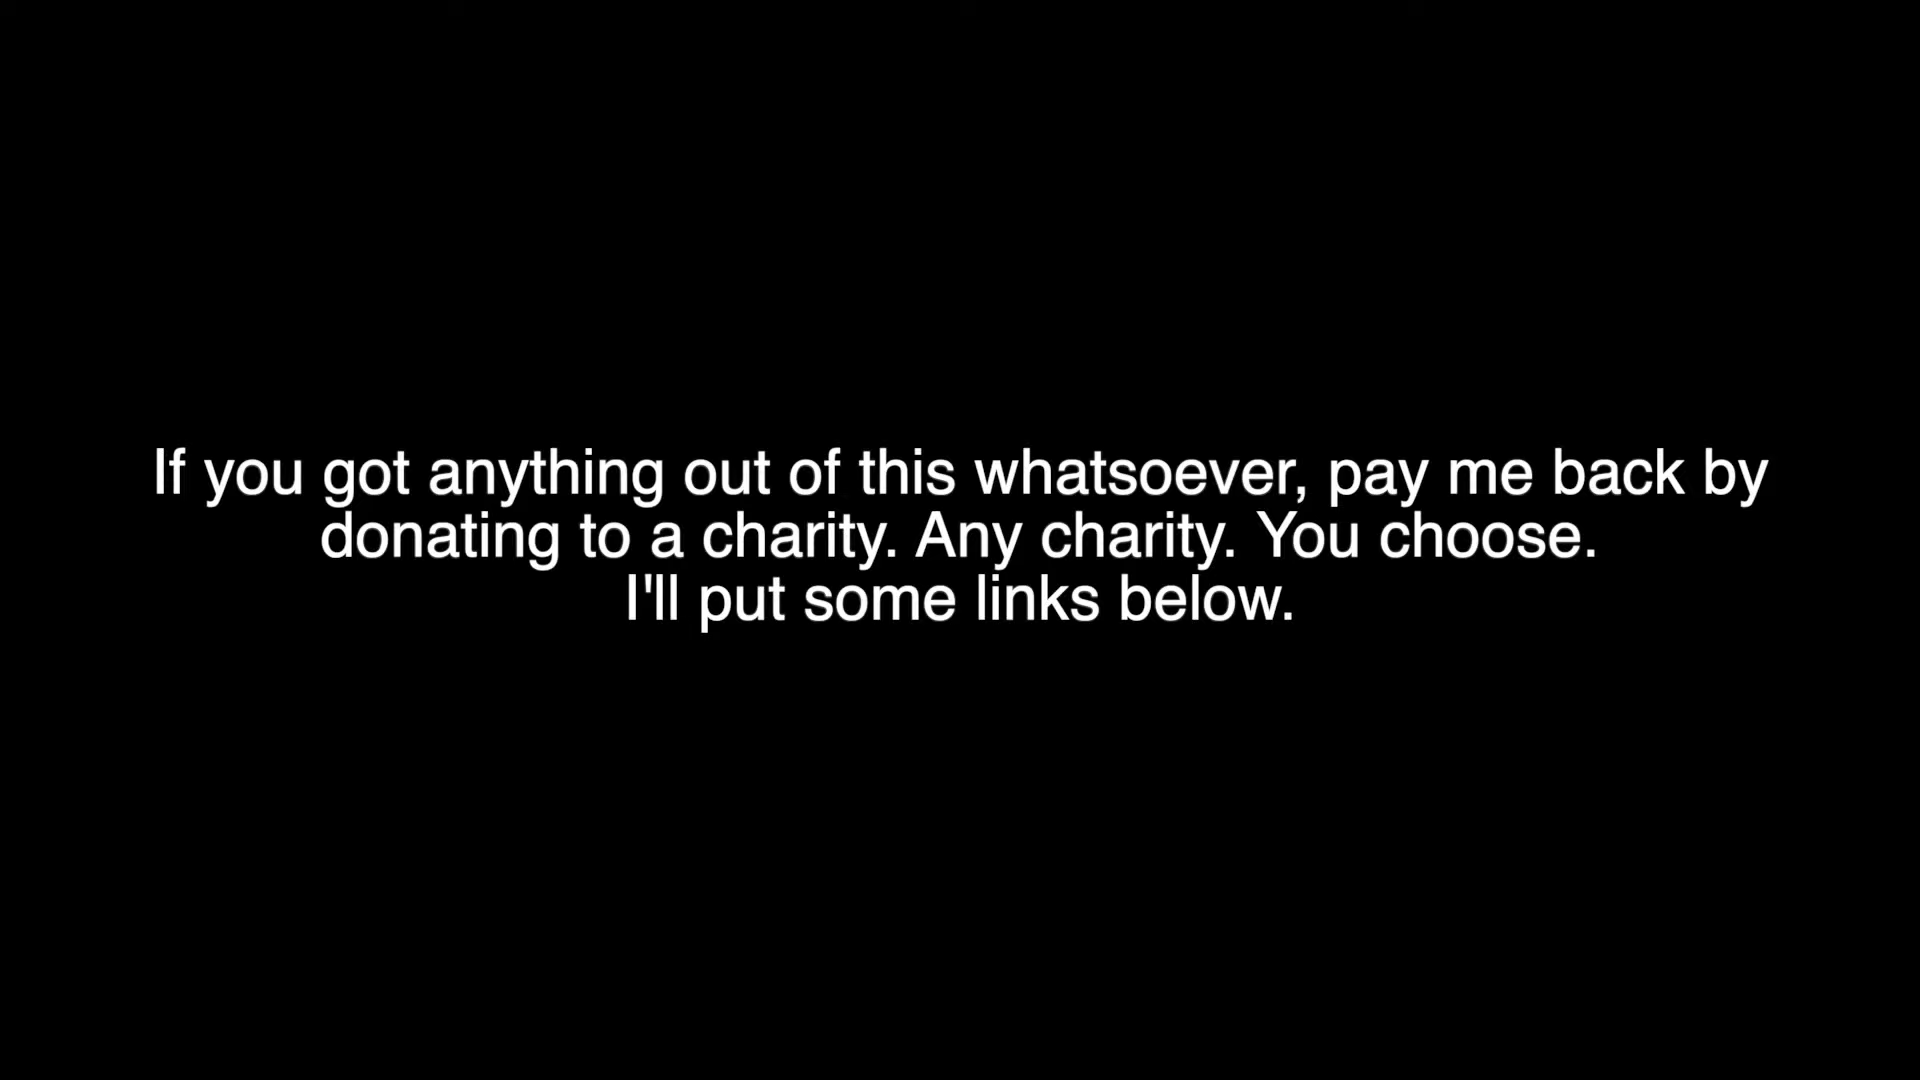 If you got anything out of this whatsoever, pay me back by
donating to a charity. Any charity. You choose.
I'll put some links below.